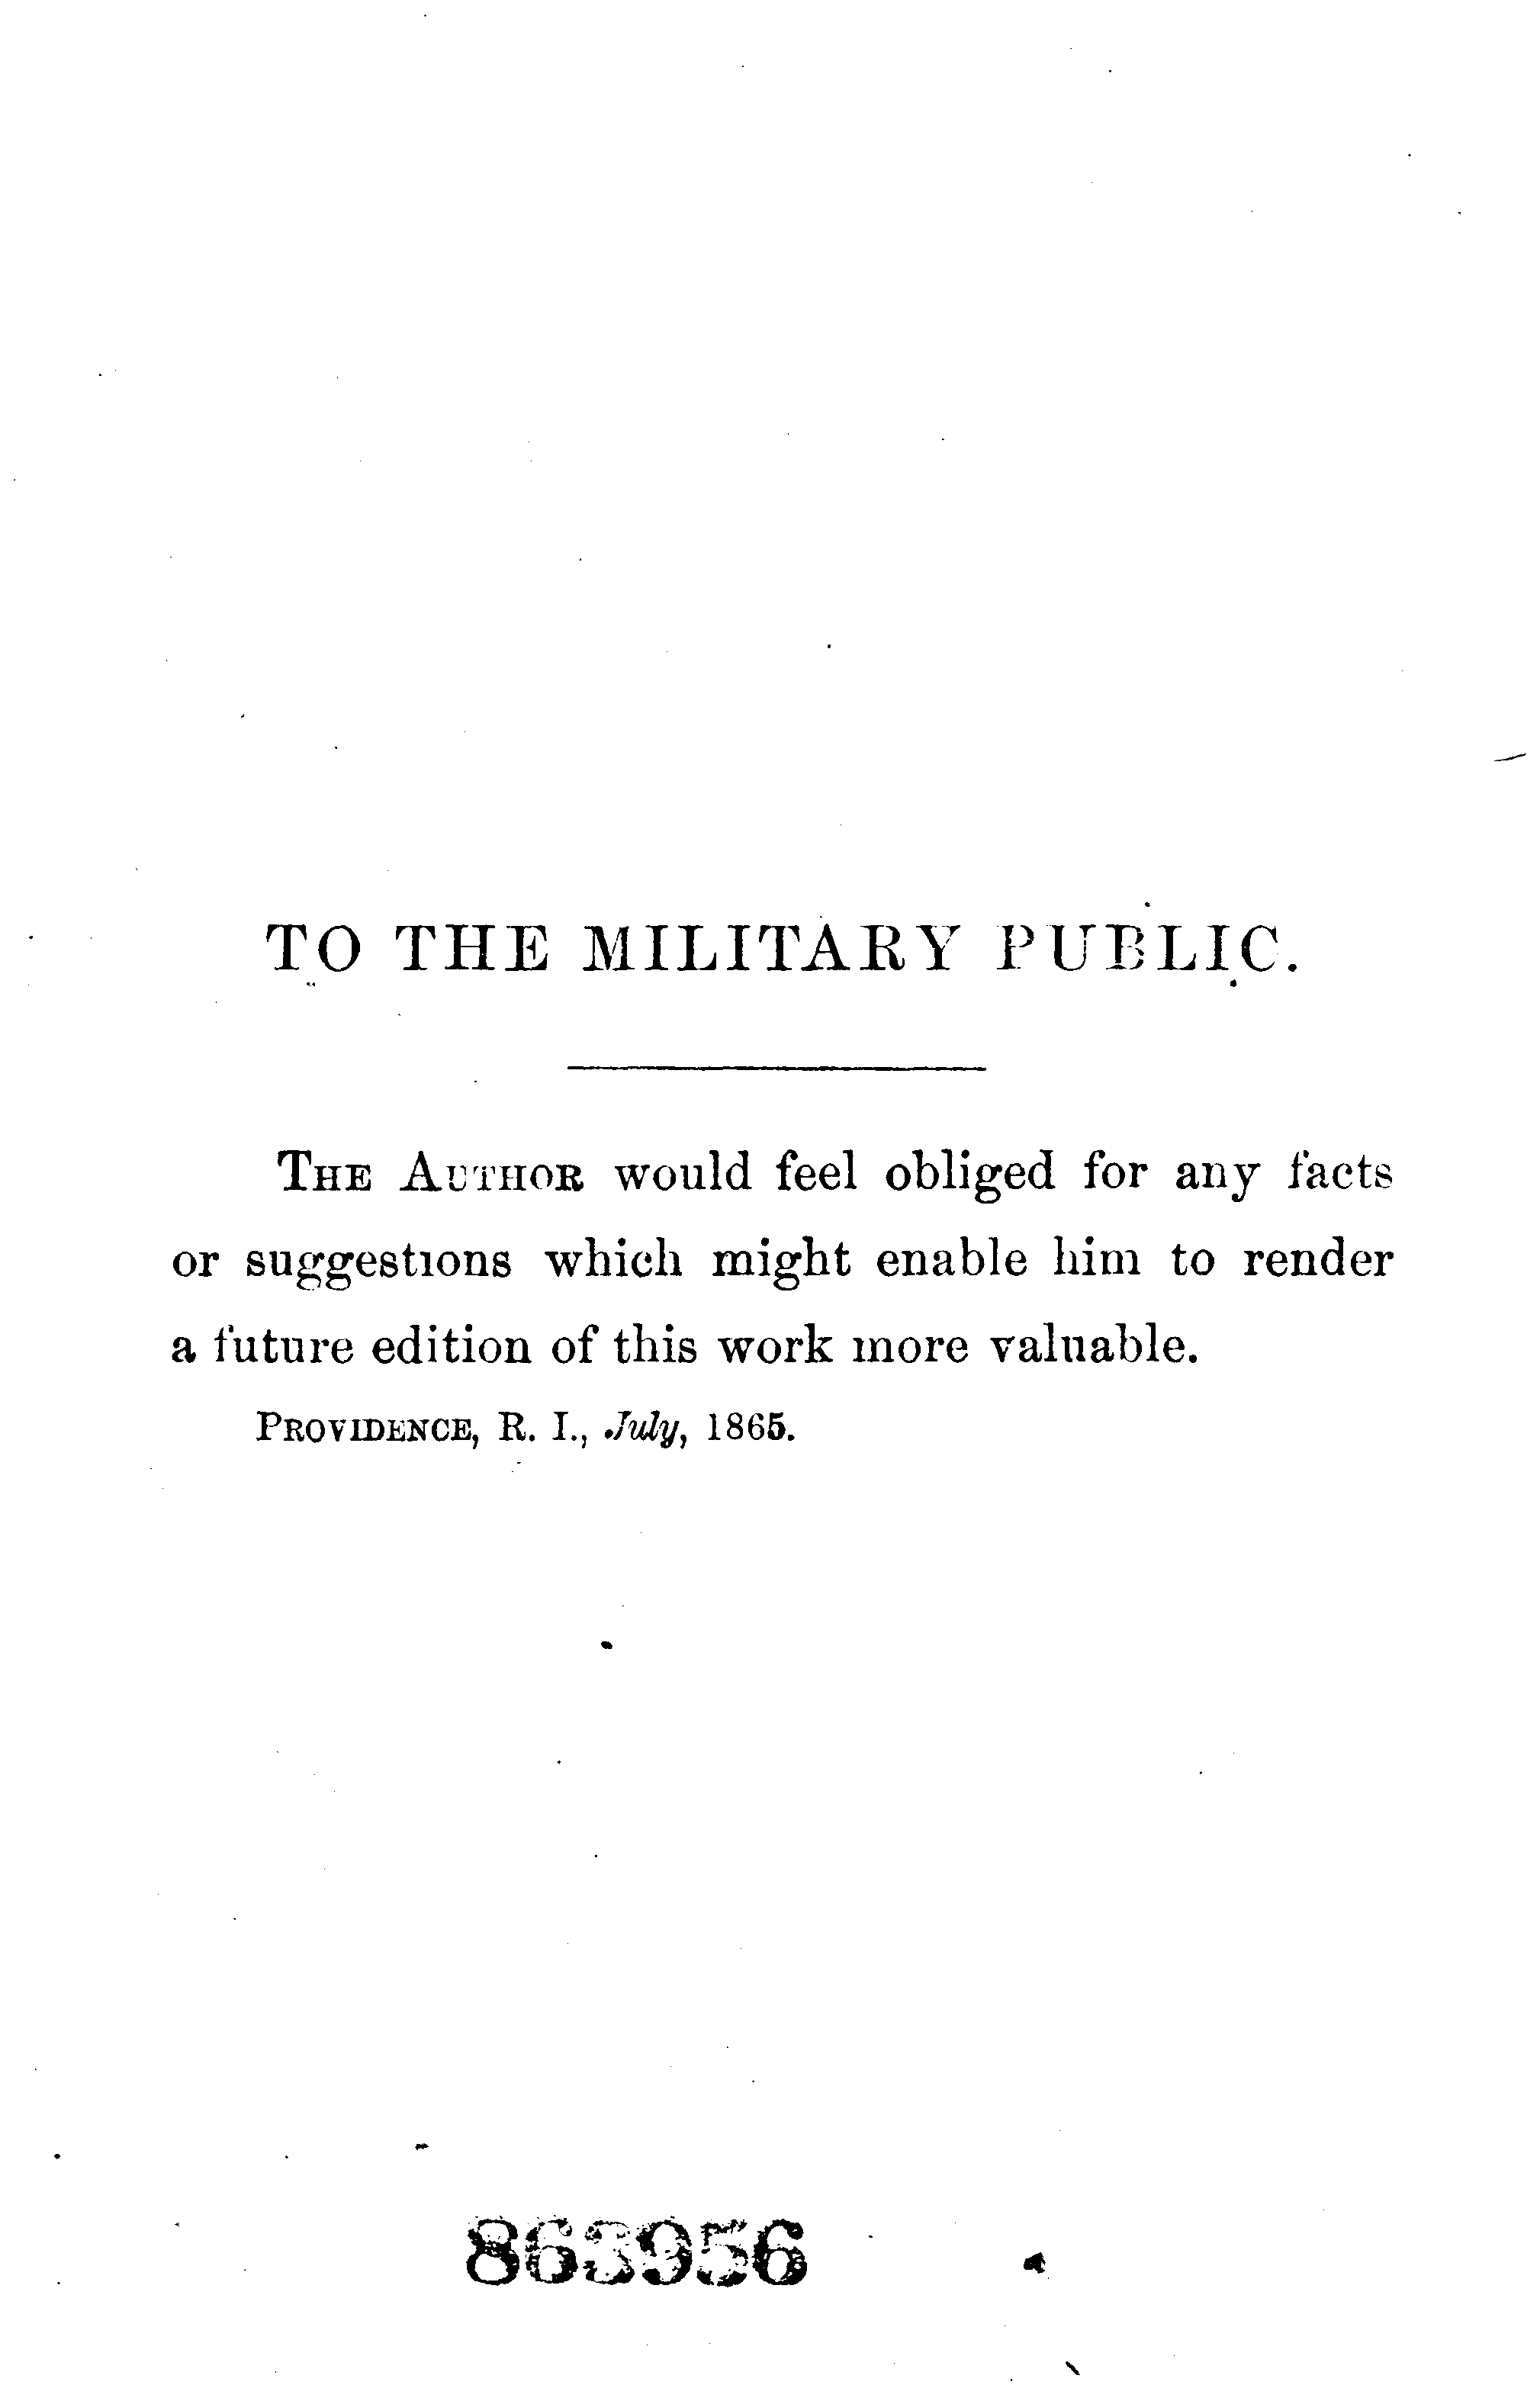 TO THE MILITARY PUBLIC.
THE AUTHOR would feel obliged for any facts
or suggestions which might enable him to render
a future edition of this work more valuable.
PROVIDENCE, R. I., July, 1865.
863956